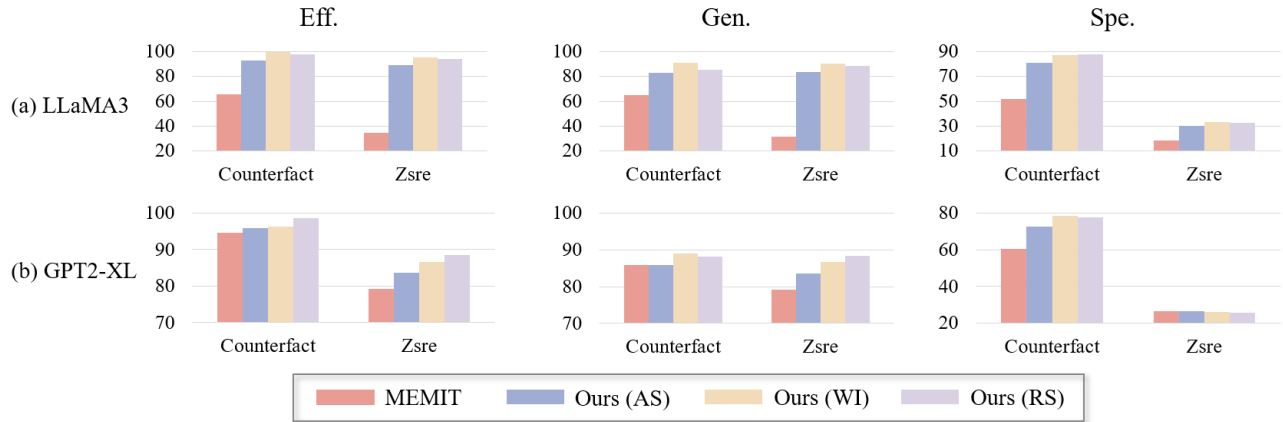 Eff. Gen. Spe.
(a) LLaMA3
100 80 60 40 20
Counterfact Zsre
100 80 60 40 20
Counterfact Zsre
90 70 50 30 10
Counterfact Zsre
(b) GPT2-XL
100 90 80 70
Counterfact Zsre
100 90 80 70
Counterfact Zsre
80 60 40 20
Counterfact Zsre
MEMIT Ours (AS) Ours (WI) Ours (RS)